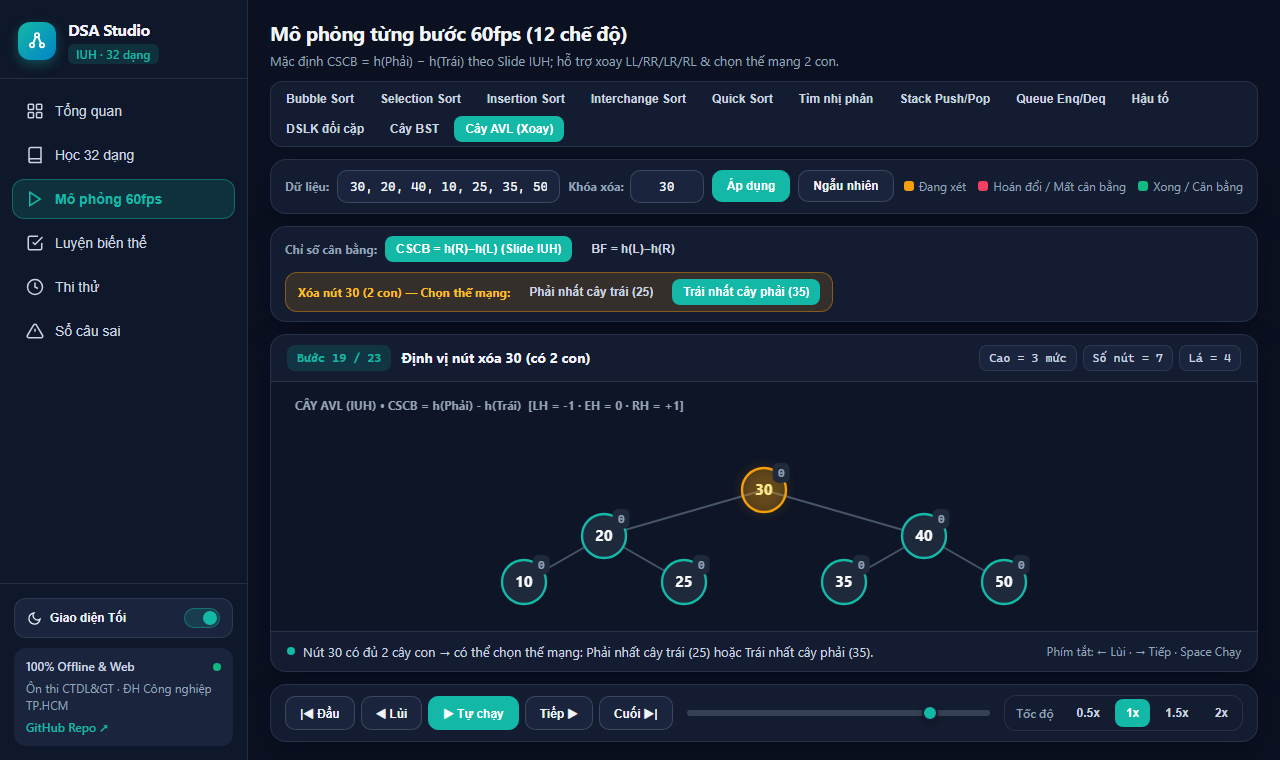 DSA Studio
IUH · 32 dạng
Tổng quan
Học 32 dạng
Mô phỏng 60fps
Luyện biến thể
Thi thử
Sổ câu sai
Giao diện Tối
100% Offline & Web
Ôn thi CTDL&GT · ĐH Công nghiệp
TP.HCM
GitHub Repo ↗
Mô phỏng từng bước 60fps (12 chế độ)
Mặc định CSCB = h(Phải) − h(Trái) theo Slide IUH; hỗ trợ xoay LL/RR/LR/RL & chọn thế mạng 2 con.
Bubble Sort Selection Sort Insertion Sort Interchange Sort Quick Sort Tìm nhị phân Stack Push/Pop Queue Enq/Deq Hậu tố
DSLK đổi cặp Cây BST Cây AVL (Xoay)
Dữ liệu: 30, 20, 40, 10, 25, 35, 50 Khóa xóa: 30 Áp dụng Ngẫu nhiên Đang xét Hoán đổi / Mất cân bằng Xong / Cân bằng
Chỉ số cân bằng: CSCB = h(R)–h(L) (Slide IUH) BF = h(L)–h(R)
Xóa nút 30 (2 con) — Chọn thế mạng: Phải nhất cây trái (25) Trái nhất cây phải (35)
Bước 19 / 23 Định vị nút xóa 30 (có 2 con) Cao = 3 mức Số nút = 7 Lá = 4
CÂY AVL (IUH) • CSCB = h(Phải) - h(Trái) [LH = -1 · EH = 0 · RH = +1]
0
30
0 0
20 40
0 0 0 0
10 25 35 50
Nút 30 có đủ 2 cây con → có thể chọn thế mạng: Phải nhất cây trái (25) hoặc Trái nhất cây phải (35). Phím tắt: ← Lùi · → Tiếp · Space Chạy
|◀ Đầu ◀ Lùi ▶ Tự chạy Tiếp ▶ Cuối ▶| Tốc độ 0.5x 1x 1.5x 2x